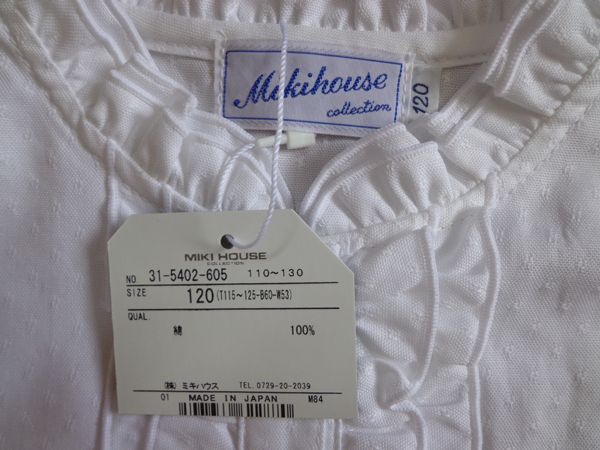 Mikihouse
collection
120
MIKI HOUSE
COLLECTION
NO 31-5402-605 110～130
SIZE 120(T115～125-B60-W53)
QUAL.
綿 100%
(株) ミキハウス TEL.0729-20-2039
01 MADE IN JAPAN M84